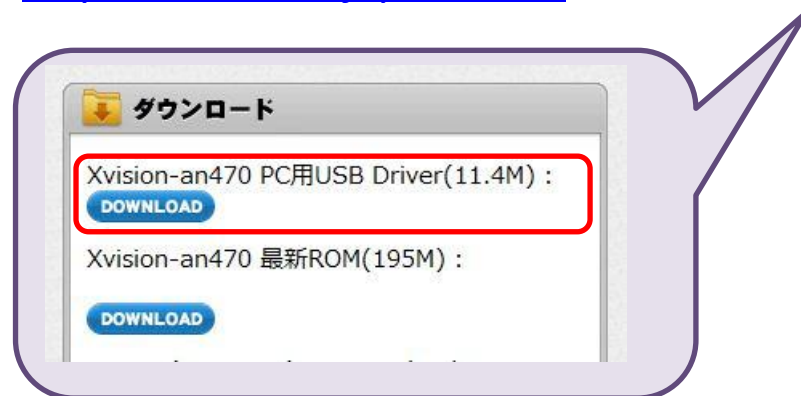 ダウンロード
Xvision-an470 PC用USB Driver(11.4M)：
DOWNLOAD
Xvision-an470 最新ROM(195M)：
DOWNLOAD